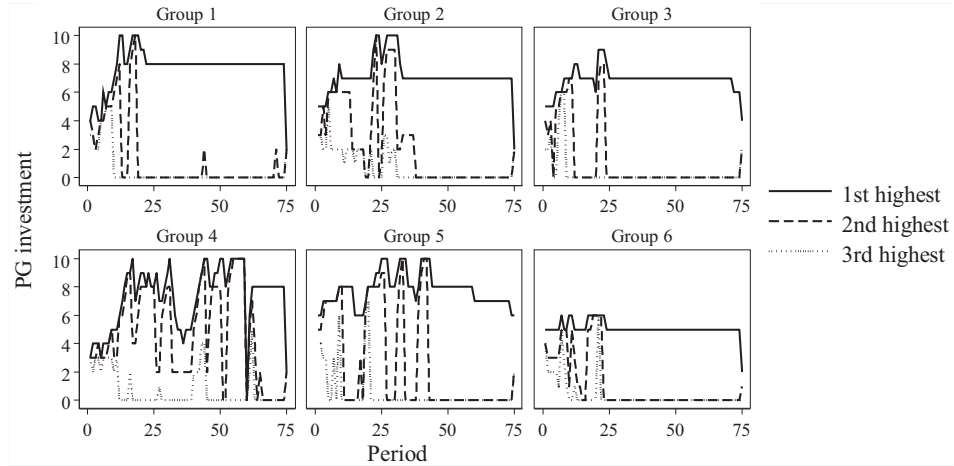 Group 1
Group 2
Group 3
10
8
6
4
2
0
0 25 50 75
0 25 50 75
0 25 50 75
Group 4
Group 5
Group 6
10
8
6
4
2
0
0 25 50 75
0 25 50 75
0 25 50 75
PG investment
Period
1st highest
2nd highest
3rd highest